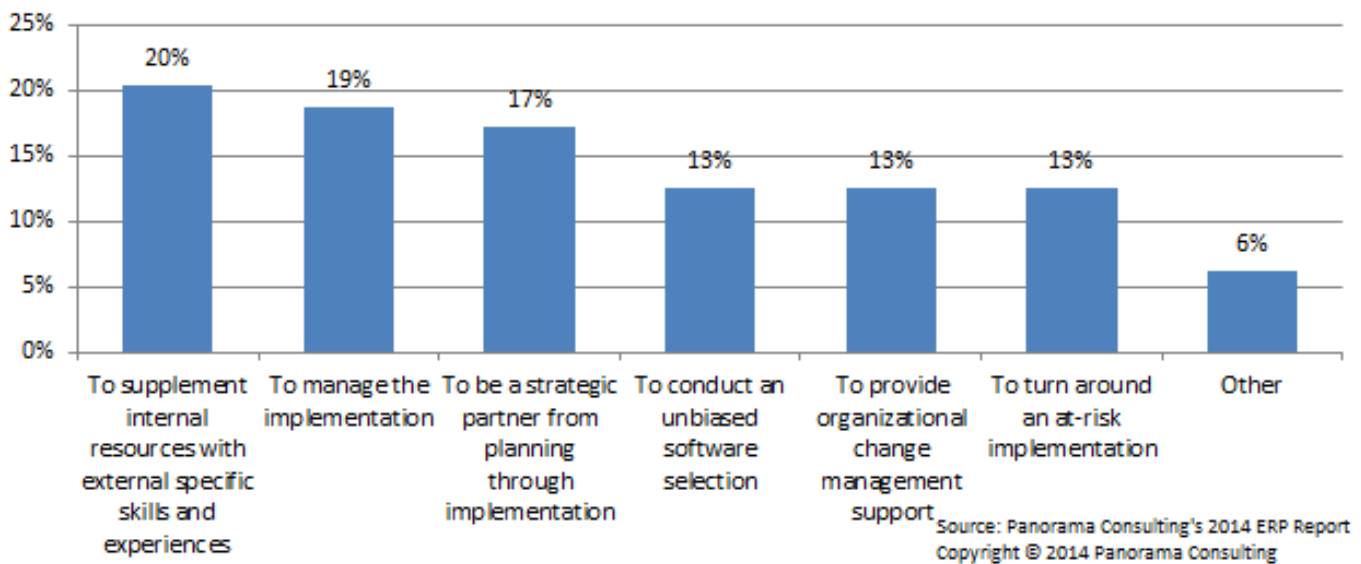 25%
20%
15%
10%
5%
0%
20%
19%
17%
13%
13%
13%
6%
To supplement
internal
resources with
external specific
skills and
experiences
To manage the
implementation
To be a strategic
partner from
planning
through
implementation
To conduct an
unbiased
software
selection
To provide
organizational
change
management
support
To turn around
an at-risk
implementation
Other
Source: Panorama Consulting's 2014 ERP Report
Copyright © 2014 Panorama Consulting